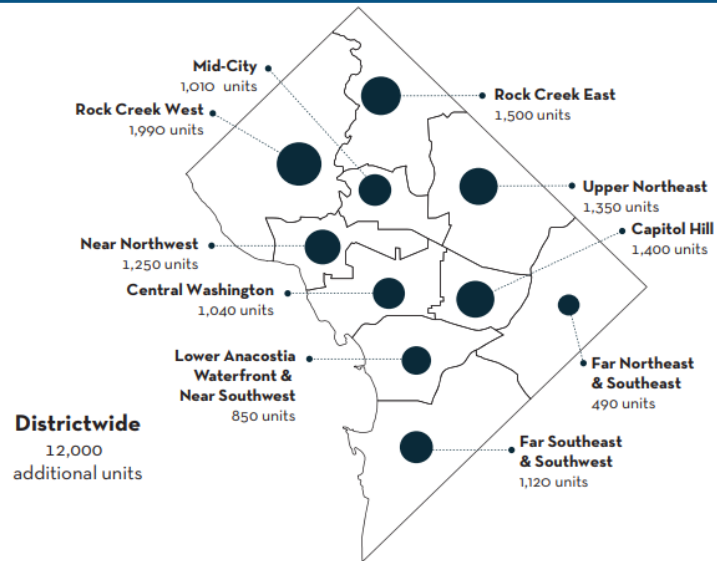 Mid-City
1,010 units
Rock Creek West
1,990 units
Rock Creek East
1,500 units
Upper Northeast
1,350 units
Capitol Hill
1,400 units
Near Northwest
1,250 units
Central Washington
1,040 units
Lower Anacostia
Waterfront &
Near Southwest
850 units
Far Northeast
& Southeast
490 units
Districtwide
12,000
additional units
Far Southeast
& Southwest
1,120 units